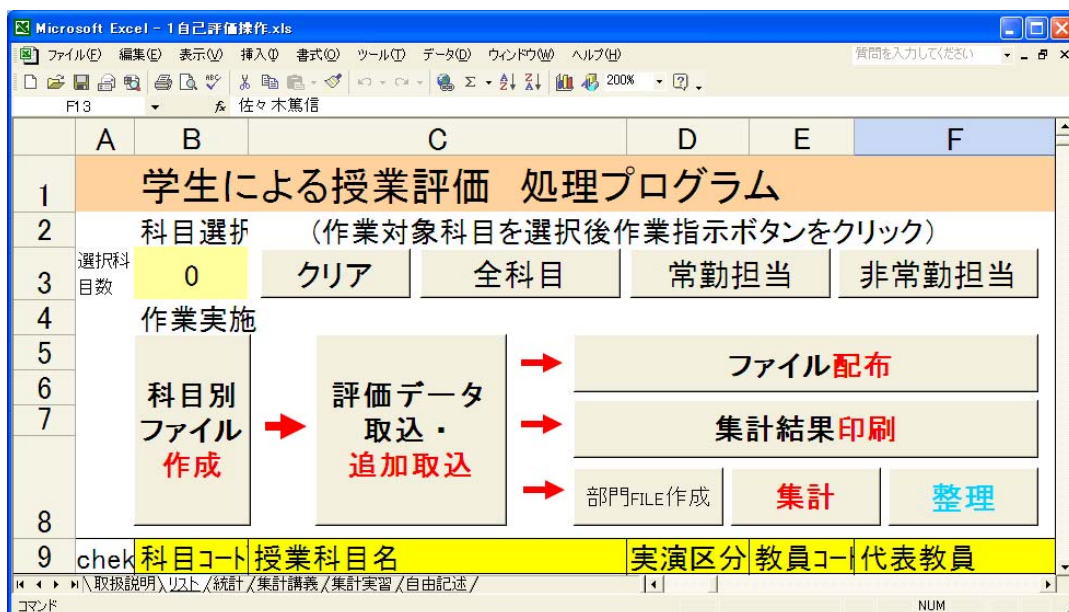 Microsoft Excel - 1自己評価操作.xls
ファイル(F) 編集(E) 表示(V) 挿入(I) 書式(O) ツール(T) データ(D) ウィンドウ(W) ヘルプ(H) 質問を入力してください
200%
F13 fx 佐々木篤信
A B C D E F
1 学生による授業評価 処理プログラム
2 科目選択 (作業対象科目を選択後作業指示ボタンをクリック)
3 選択科目数 0 クリア 全科目 常勤担当 非常勤担当
4 作業実施
5
6
7
8
科目別
ファイル
作成
評価データ
取込・
追加取込
ファイル配布
集計結果印刷
部門FILE作成 集計 整理
9 chek 科目コード 授業科目名 実演区分 教員コード 代表教員
取扱説明 リスト 統計 集計講義 集計実習 自由記述
コマンド NUM